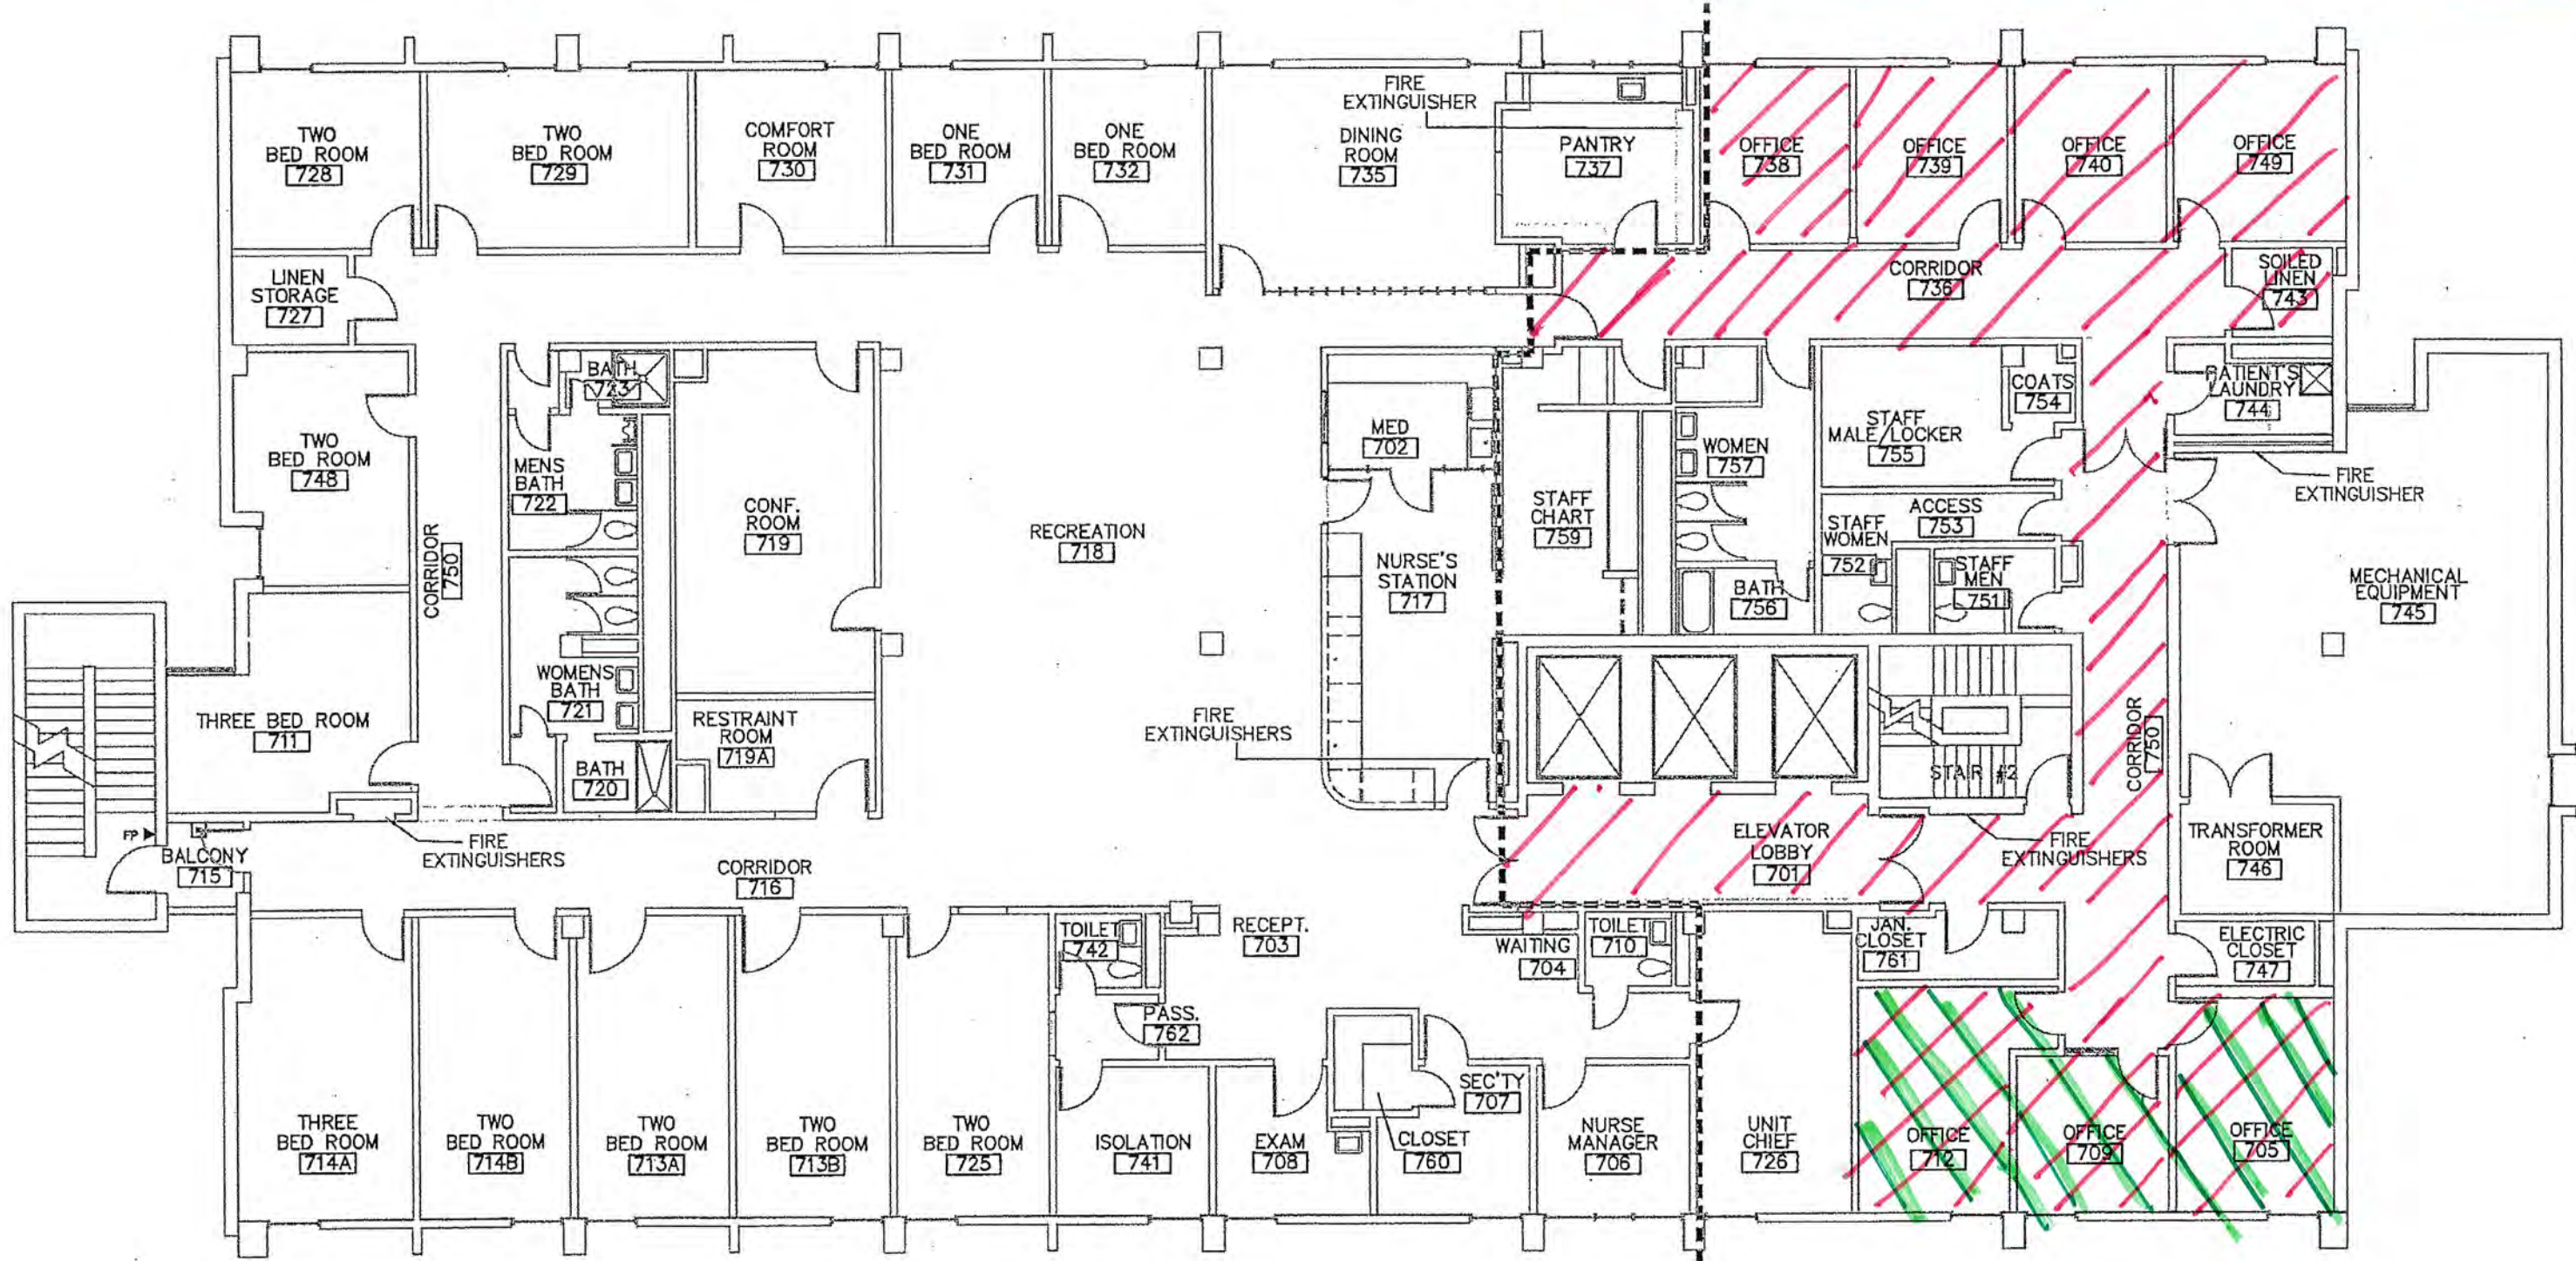 FIRE
EXTINGUISHER
TWO
BED ROOM
728
TWO
BED ROOM
729
COMFORT
ROOM
730
ONE
BED ROOM
731
ONE
BED ROOM
732
DINING
ROOM
735
PANTRY
737
OFFICE
738
OFFICE
739
OFFICE
740
OFFICE
749
LINEN
STORAGE
727
CORRIDOR
736
SOILED
LINEN
743
BATH
723
TWO
BED ROOM
748
MENS
BATH
722
CONF.
ROOM
719
RECREATION
718
MED
702
NURSE'S
STATION
717
STAFF
CHART
759
WOMEN
757
STAFF
MALE/LOCKER
755
COATS
754
PATIENT'S
LAUNDRY
744
FIRE
EXTINGUISHER
ACCESS
753
STAFF
WOMEN
752
STAFF
MEN
751
BATH
756
MECHANICAL
EQUIPMENT
745
CORRIDOR
750
THREE BED ROOM
711
WOMENS
BATH
721
RESTRAINT
ROOM
719A
BATH
720
FIRE
EXTINGUISHERS
STAIR #2
CORRIDOR
750
FP
BALCONY
715
FIRE
EXTINGUISHERS
CORRIDOR
716
ELEVATOR
LOBBY
701
FIRE
EXTINGUISHERS
TRANSFORMER
ROOM
746
TOILET
742
RECEPT.
703
WAITING
704
TOILET
710
JAN.
CLOSET
761
ELECTRIC
CLOSET
747
PASS.
762
THREE
BED ROOM
714A
TWO
BED ROOM
714B
TWO
BED ROOM
713A
TWO
BED ROOM
713B
TWO
BED ROOM
725
ISOLATION
741
EXAM
708
SEC'TY
707
CLOSET
760
NURSE
MANAGER
706
UNIT
CHIEF
726
OFFICE
712
OFFICE
709
OFFICE
705